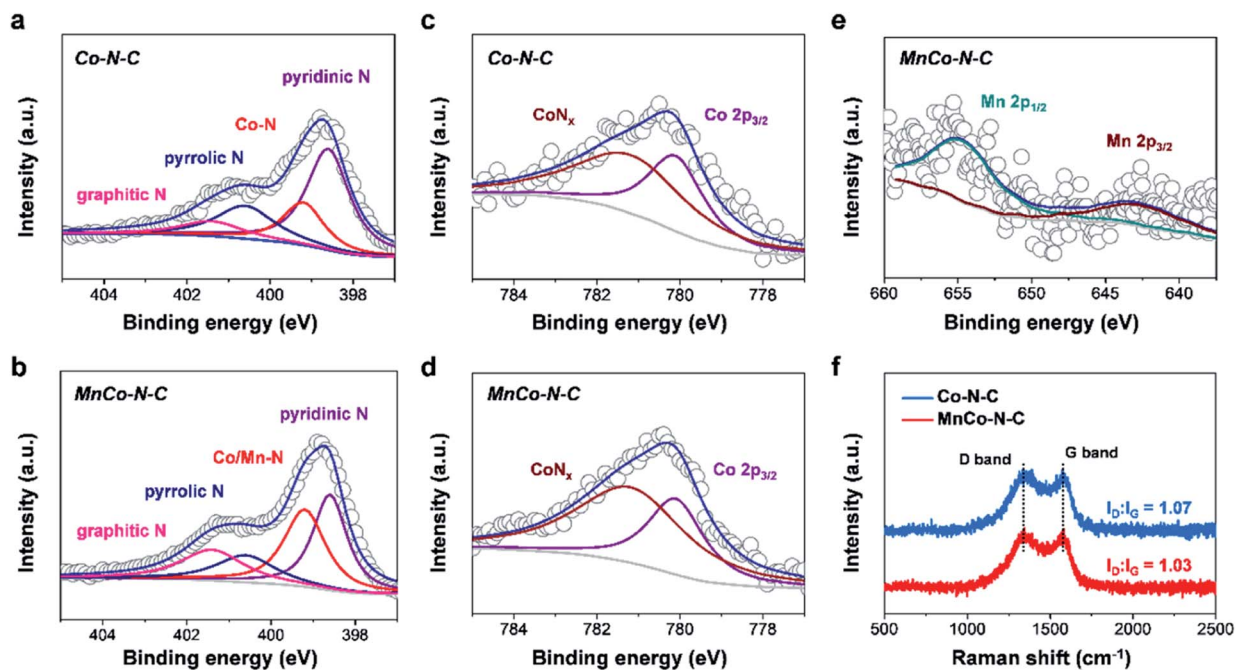 a
Co-N-C
pyridinic N
Co-N
pyrrolic N
graphitic N
Intensity (a.u.)
404 402 400 398
Binding energy (eV)
c
Co-N-C
CoNₓ
Co 2p₃/₂
Intensity (a.u.)
784 782 780 778
Binding energy (eV)
e
MnCo-N-C
Mn 2p₁/₂
Mn 2p₃/₂
Intensity (a.u.)
660 655 650 645 640
Binding energy (eV)
b
MnCo-N-C
pyridinic N
Co/Mn-N
pyrrolic N
graphitic N
Intensity (a.u.)
404 402 400 398
Binding energy (eV)
d
MnCo-N-C
CoNₓ
Co 2p₃/₂
Intensity (a.u.)
784 782 780 778
Binding energy (eV)
f
Co-N-C
MnCo-N-C
D band
G band
I_D:I_G = 1.07
I_D:I_G = 1.03
Intensity (a.u.)
500 1000 1500 2000 2500
Raman shift (cm⁻¹)